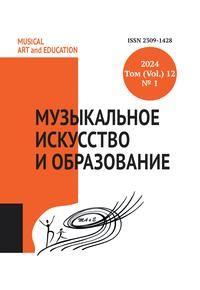 MUSICAL
ART and EDUCATION
ISSN 2309-1428
2024
Том (Vol.) 12
№ 1
МУЗЫКАЛЬНОЕ
ИСКУССТВО
И ОБРАЗОВАНИЕ